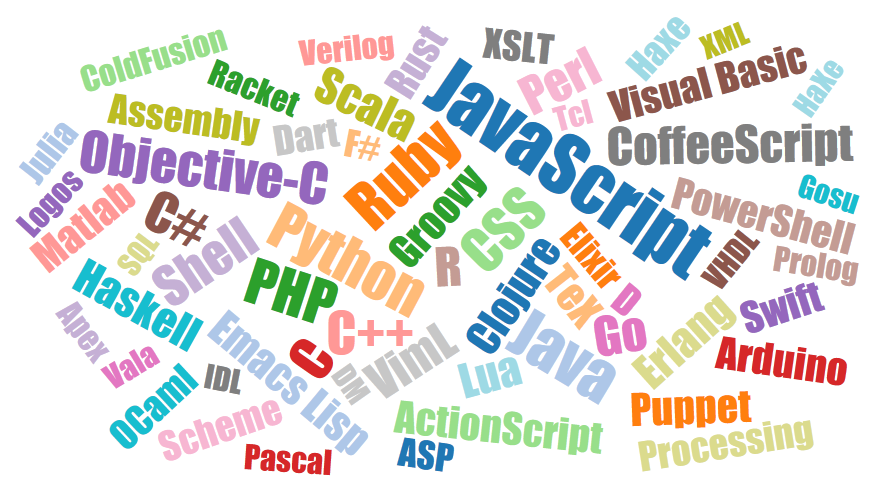 ColdFusion
Verilog
Rust
XSLT
Haxe
XML
Racket
Scala
JavaScript
Perl
Visual Basic
HaXe
Assembly
Dart
F#
Tcl
CoffeeScript
Julia
Objective-C
Ruby
Groovy
CSS
PowerShell
Gosu
Logos
Matlab
C#
SQL
Shell
Python
R
Clojure
Elixir
VHDL
Prolog
Haskell
PHP
TeX
D
Swift
Apex
Vala
Emacs Lisp
C
C++
VimL
Java
Go
Erlang
Arduino
OCaml
IDL
DM
Lua
Puppet
Scheme
ActionScript
Processing
Pascal
ASP